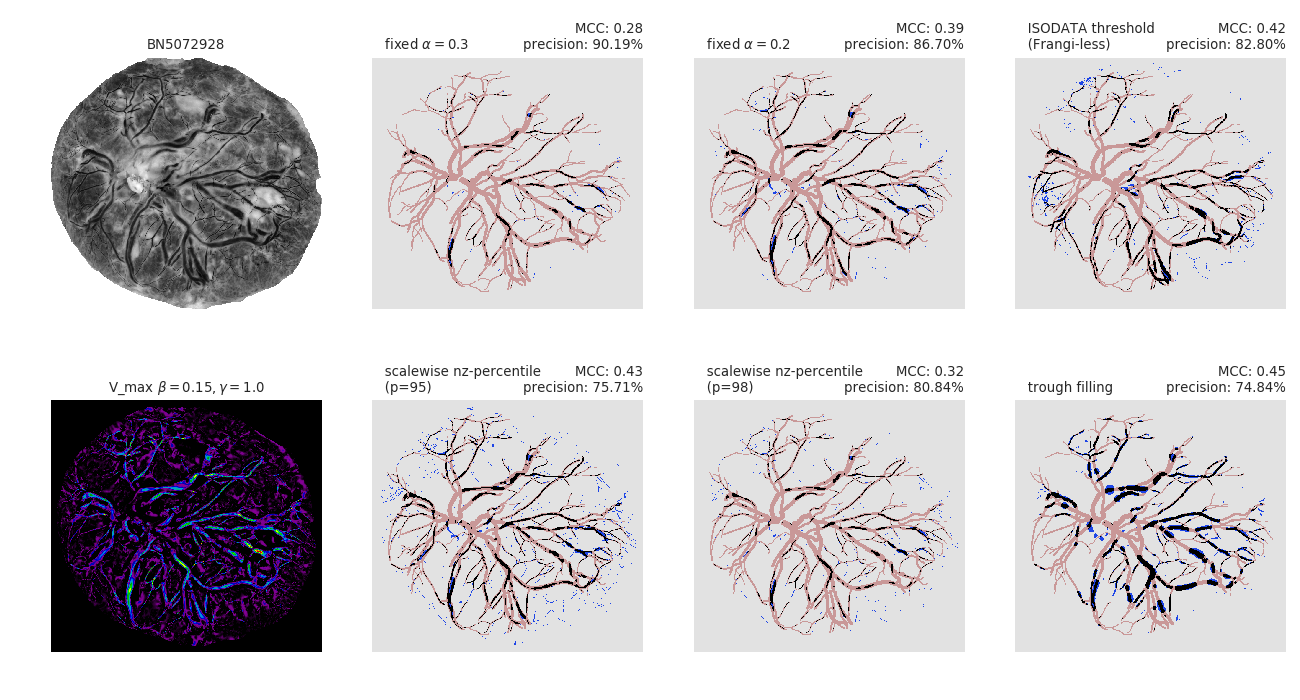 BN5072928
MCC: 0.28
fixed α = 0.3 precision: 90.19%
MCC: 0.39
fixed α = 0.2 precision: 86.70%
ISODATA threshold MCC: 0.42
(Frangi-less) precision: 82.80%
V_max β = 0.15, γ = 1.0
scalewise nz-percentile MCC: 0.43
(p=95) precision: 75.71%
scalewise nz-percentile MCC: 0.32
(p=98) precision: 80.84%
MCC: 0.45
trough filling precision: 74.84%